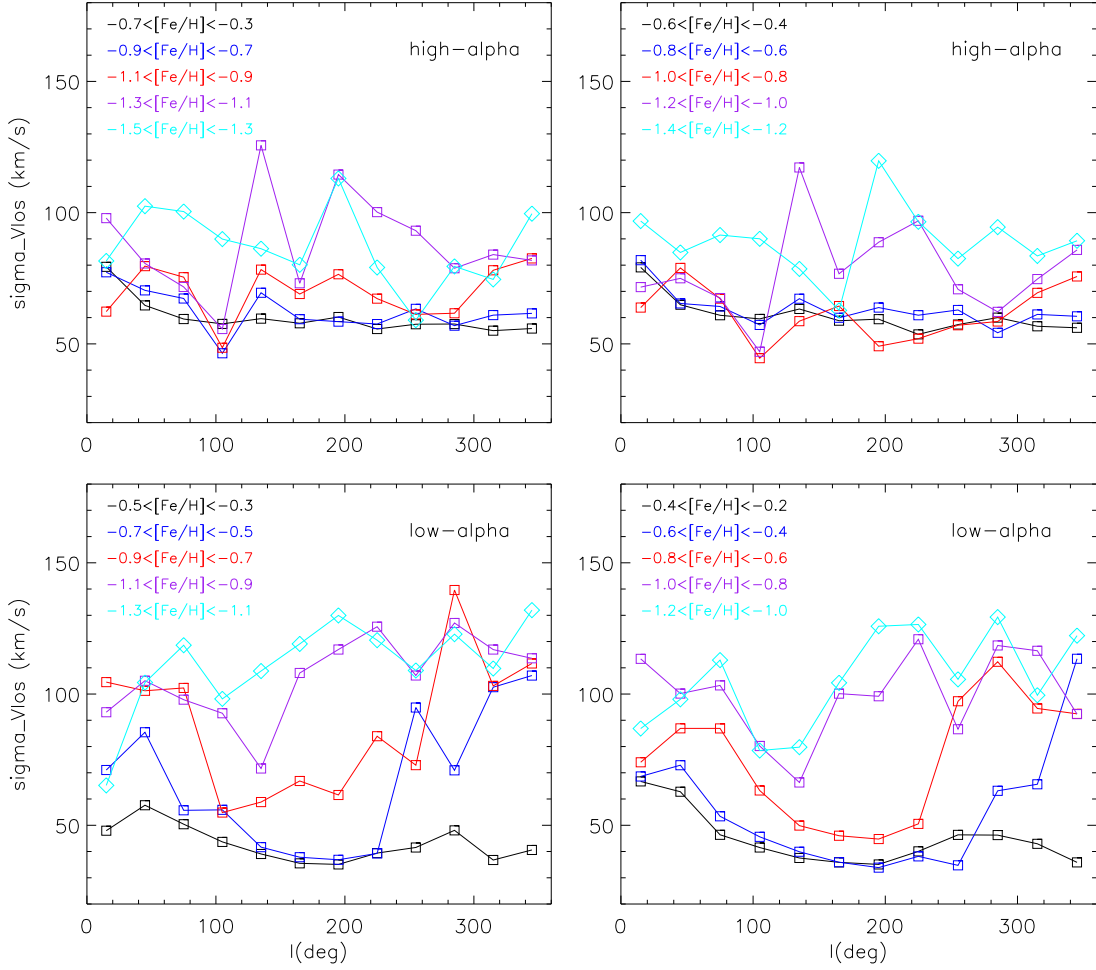 −0.7<[Fe/H]<−0.3
−0.9<[Fe/H]<−0.7
high−alpha
−1.1<[Fe/H]<−0.9
−1.3<[Fe/H]<−1.1
−1.5<[Fe/H]<−1.3
150
100
50
sigma_Vlos (km/s)
0
100
200
300
−0.6<[Fe/H]<−0.4
−0.8<[Fe/H]<−0.6
high−alpha
−1.0<[Fe/H]<−0.8
−1.2<[Fe/H]<−1.0
−1.4<[Fe/H]<−1.2
150
100
50
0
100
200
300
−0.5<[Fe/H]<−0.3
−0.7<[Fe/H]<−0.5
low−alpha
−0.9<[Fe/H]<−0.7
−1.1<[Fe/H]<−0.9
−1.3<[Fe/H]<−1.1
150
100
50
sigma_Vlos (km/s)
0
100
200
300
l(deg)
−0.4<[Fe/H]<−0.2
−0.6<[Fe/H]<−0.4
low−alpha
−0.8<[Fe/H]<−0.6
−1.0<[Fe/H]<−0.8
−1.2<[Fe/H]<−1.0
150
100
50
0
100
200
300
l(deg)